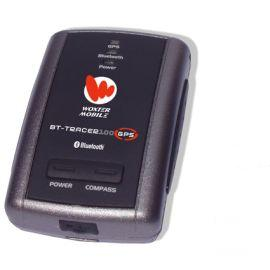 GPS
Bluetooth
Power
WOXTER
MOBILE
BT-TRACER100 GPS
Bluetooth
POWER COMPASS